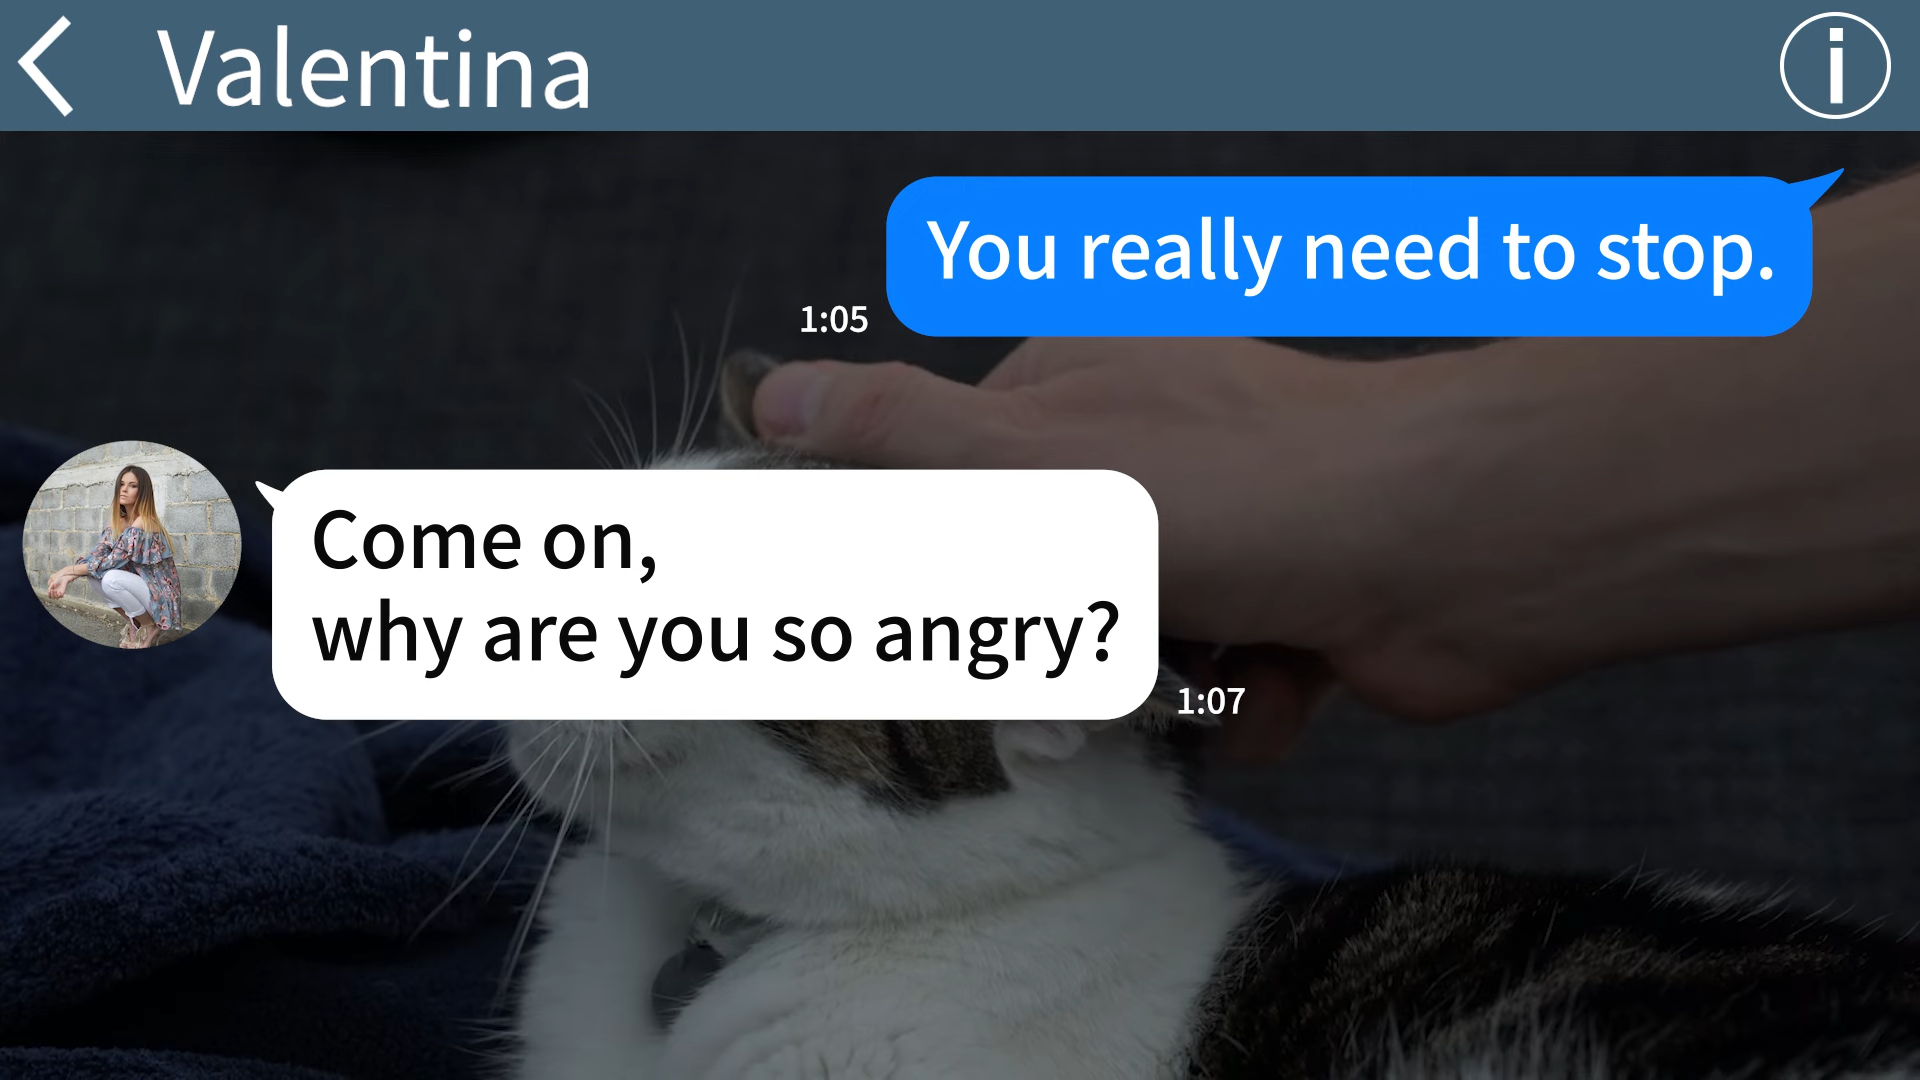 Valentina
You really need to stop.
1:05
Come on,
why are you so angry?
1:07